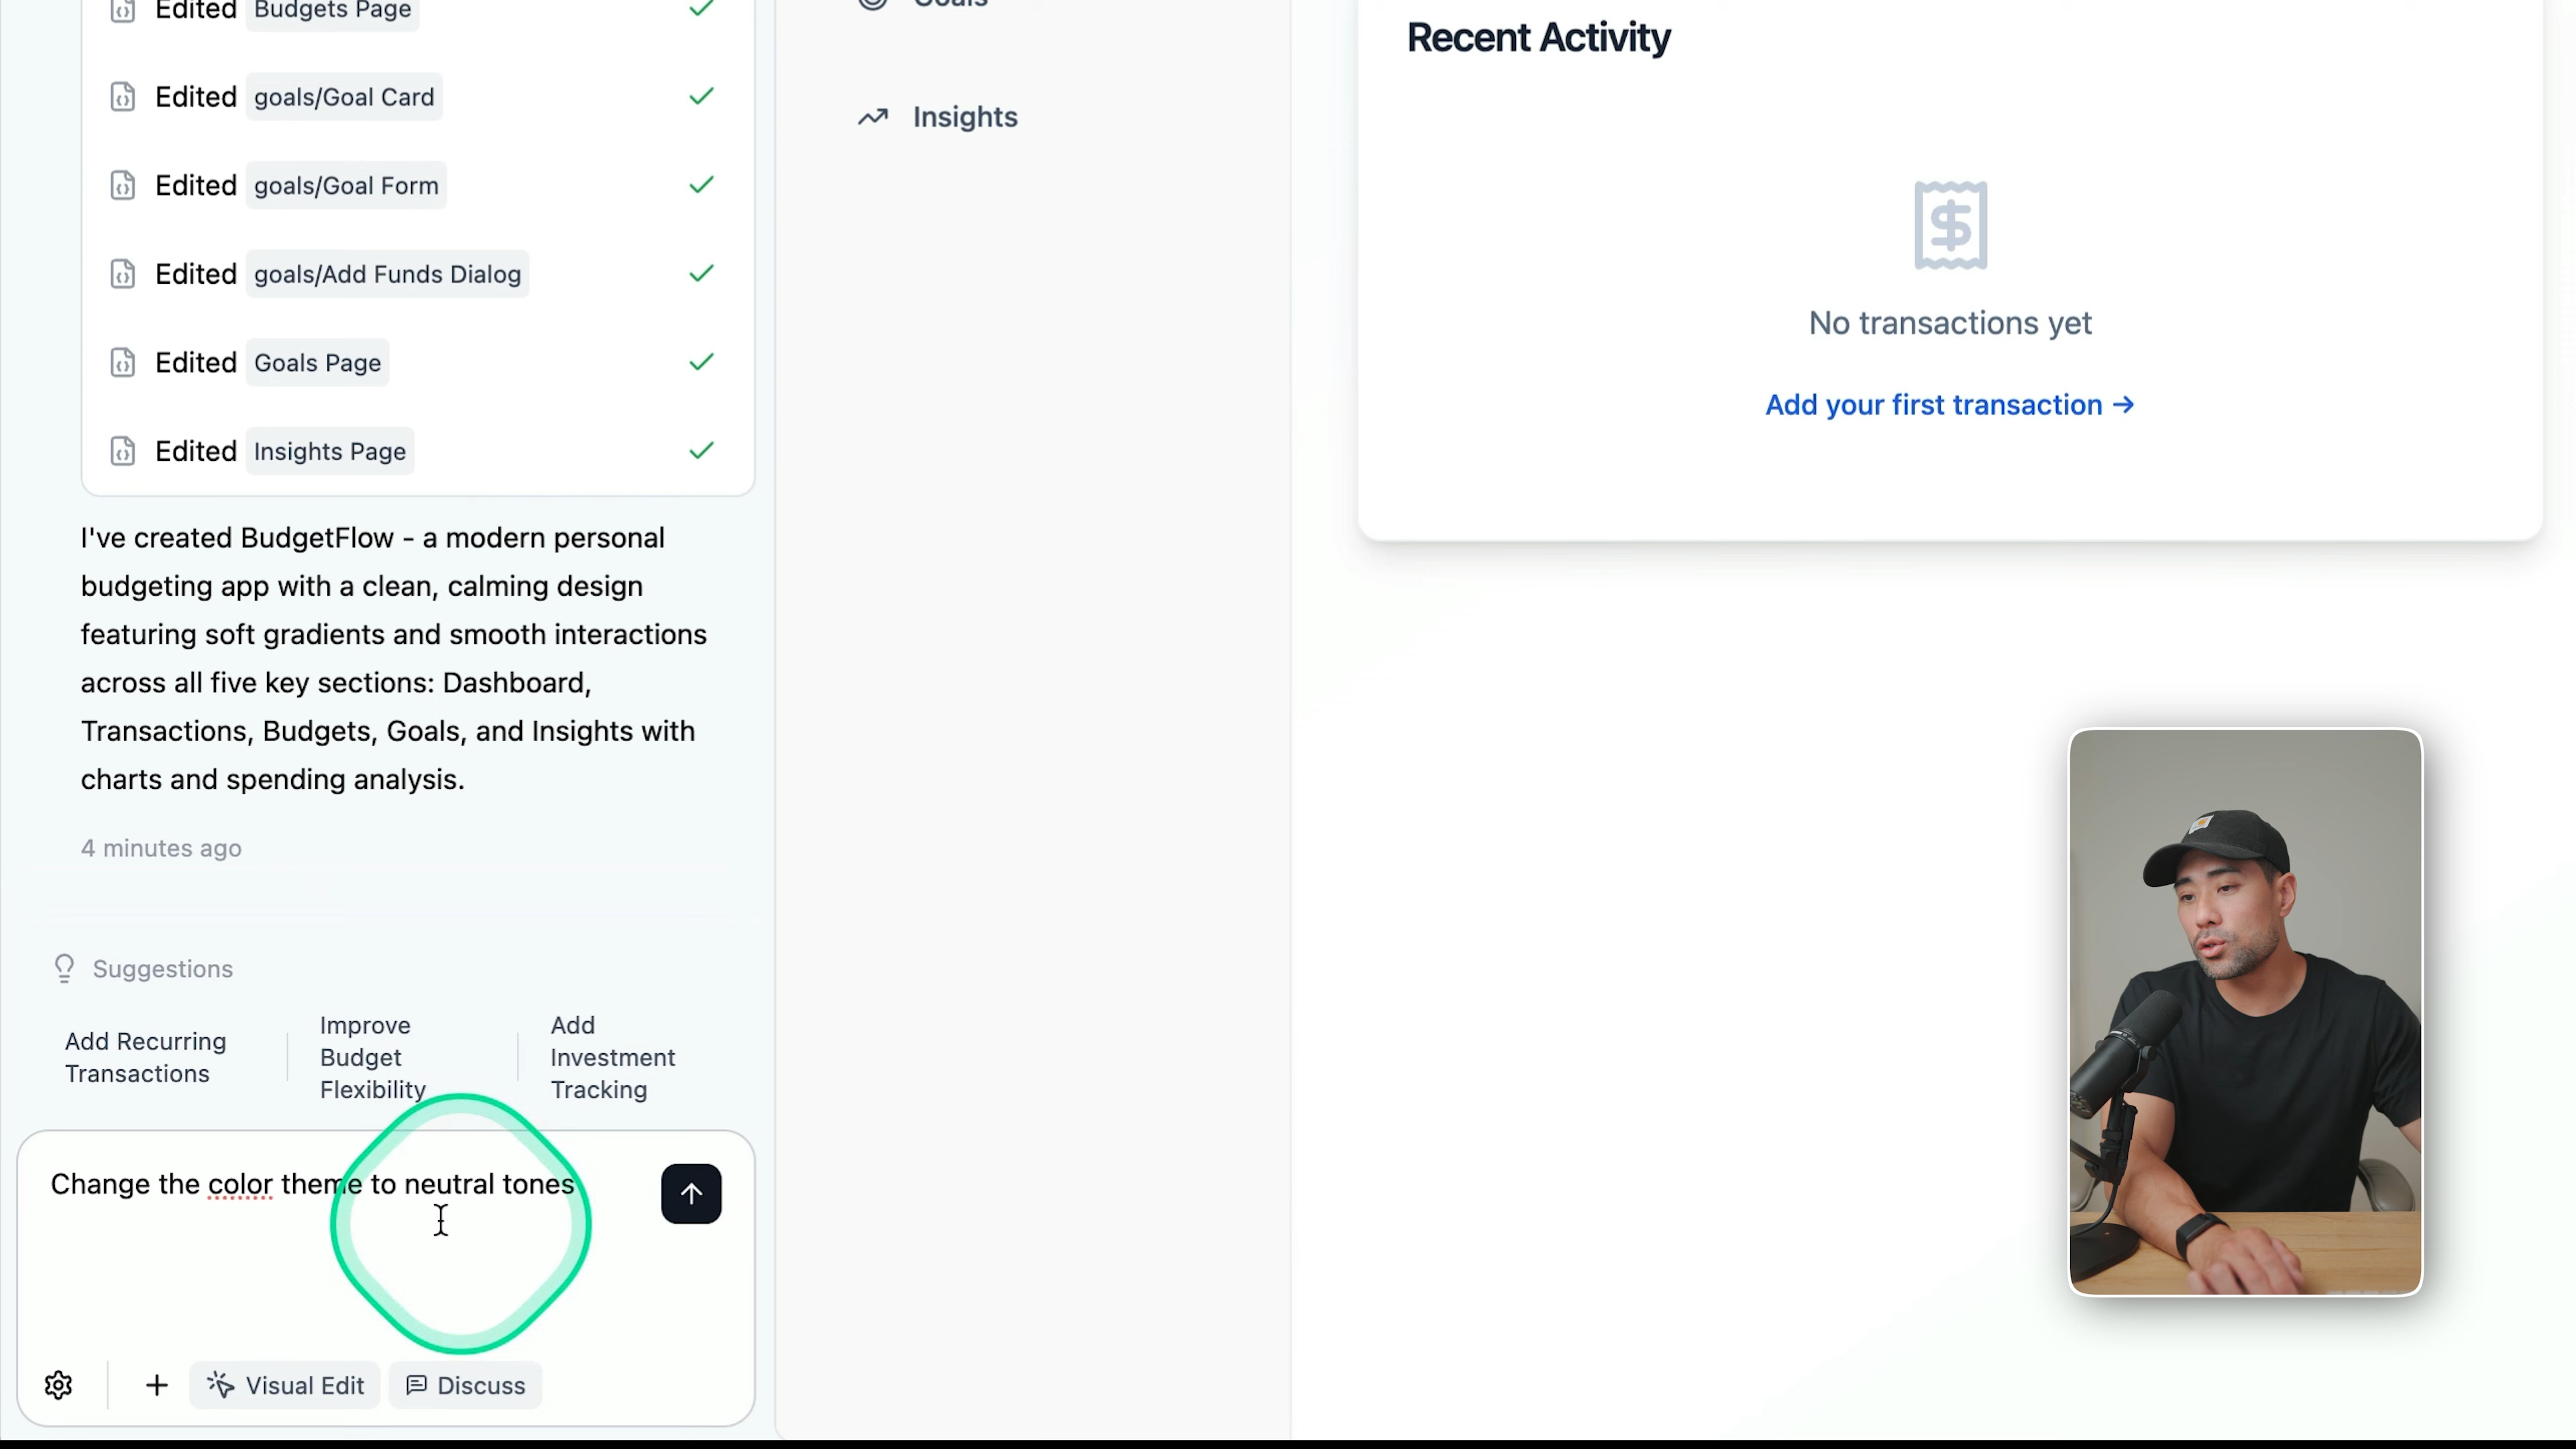 Edited Budgets Page
Edited goals/Goal Card
Edited goals/Goal Form
Edited goals/Add Funds Dialog
Edited Goals Page
Edited Insights Page
I've created BudgetFlow - a modern personal
budgeting app with a clean, calming design
featuring soft gradients and smooth interactions
across all five key sections: Dashboard,
Transactions, Budgets, Goals, and Insights with
charts and spending analysis.
4 minutes ago
Suggestions
Add Recurring
Transactions
Improve
Budget
Flexibility
Add
Investment
Tracking
Change the color theme to neutral tones
Visual Edit
Discuss
Goals
Insights
Recent Activity
No transactions yet
Add your first transaction →